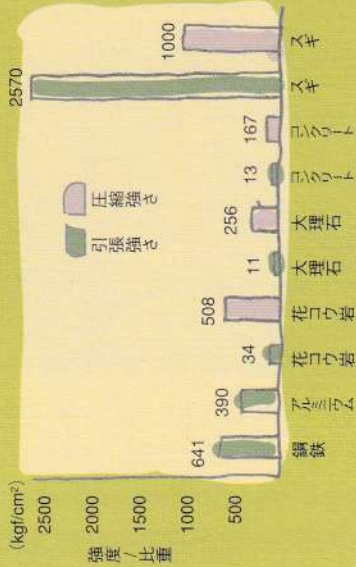 (kgf/cm²)
強度/比重
2500
2000
1500
1000
500
引張強さ
圧縮強さ
641
390
34
508
11
256
13
167
2570
1000
鋼鉄
アルミニウム
花コウ岩
花コウ岩
大理石
大理石
コンクリート
コンクリート
スギ
スギ